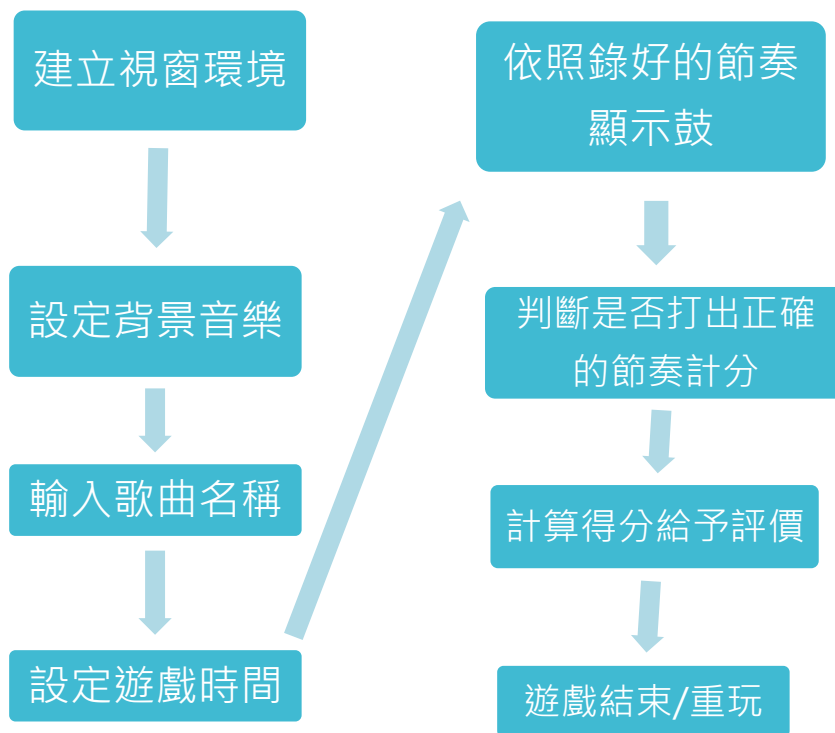 建立視窗環境
設定背景音樂
輸入歌曲名稱
設定遊戲時間
依照錄好的節奏
顯示鼓
判斷是否打出正確
的節奏計分
計算得分給予評價
遊戲結束/重玩